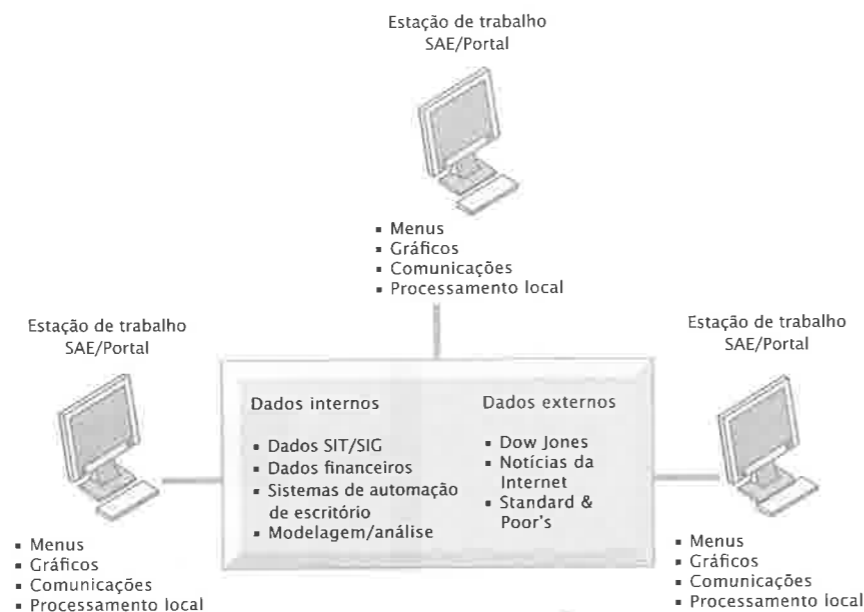 Estação de trabalho
SAE/Portal
▪ Menus
▪ Gráficos
▪ Comunicações
▪ Processamento local
Estação de trabalho
SAE/Portal
▪ Menus
▪ Gráficos
▪ Comunicações
▪ Processamento local
Dados internos
▪ Dados SIT/SIG
▪ Dados financeiros
▪ Sistemas de automação
de escritório
▪ Modelagem/análise
Dados externos
▪ Dow Jones
▪ Notícias da
Internet
▪ Standard &
Poor's
Estação de trabalho
SAE/Portal
▪ Menus
▪ Gráficos
▪ Comunicações
▪ Processamento local